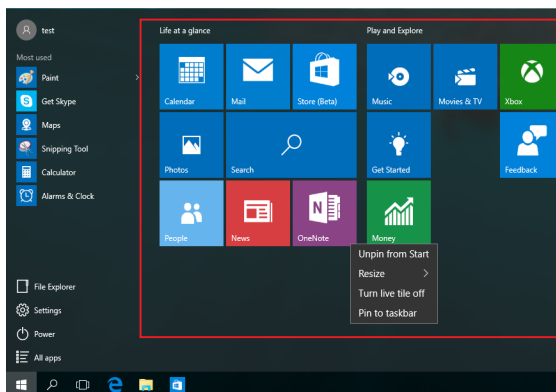 test
Most used
Paint
Get Skype
Maps
Snipping Tool
Calculator
Alarms & Clock
File Explorer
Settings
Power
All apps
Life at a glance
Calendar
Mail
Store (Beta)
Photos
Search
People
News
OneNote
Play and Explore
Music
Movies & TV
Xbox
Get Started
Feedback
Money
Unpin from Start
Resize
Turn live tile off
Pin to taskbar